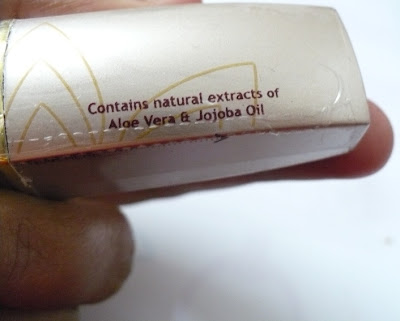 Contains natural extracts of
Aloe Vera & Jojoba Oil